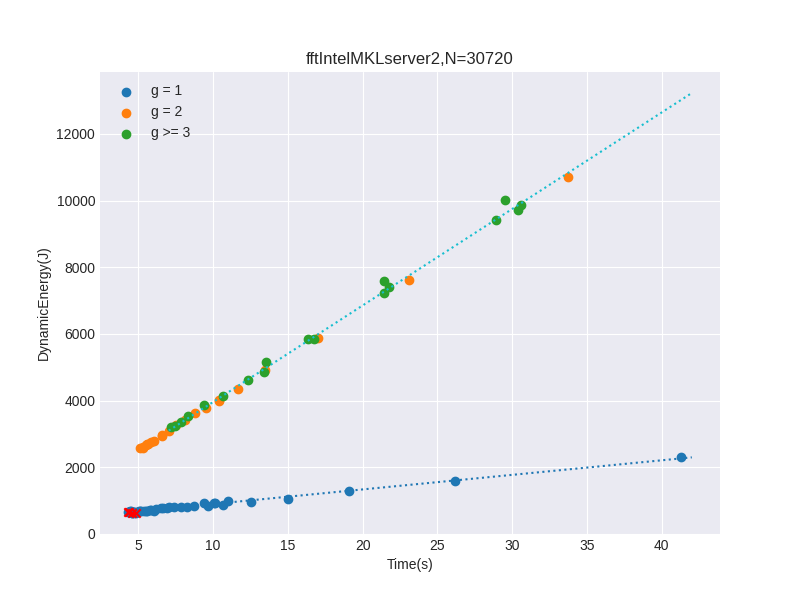 fftIntelMKLserver2,N=30720
g = 1
g = 2
g >= 3
12000
10000
8000
6000
4000
2000
0
DynamicEnergy(J)
5 10 15 20 25 30 35 40
Time(s)